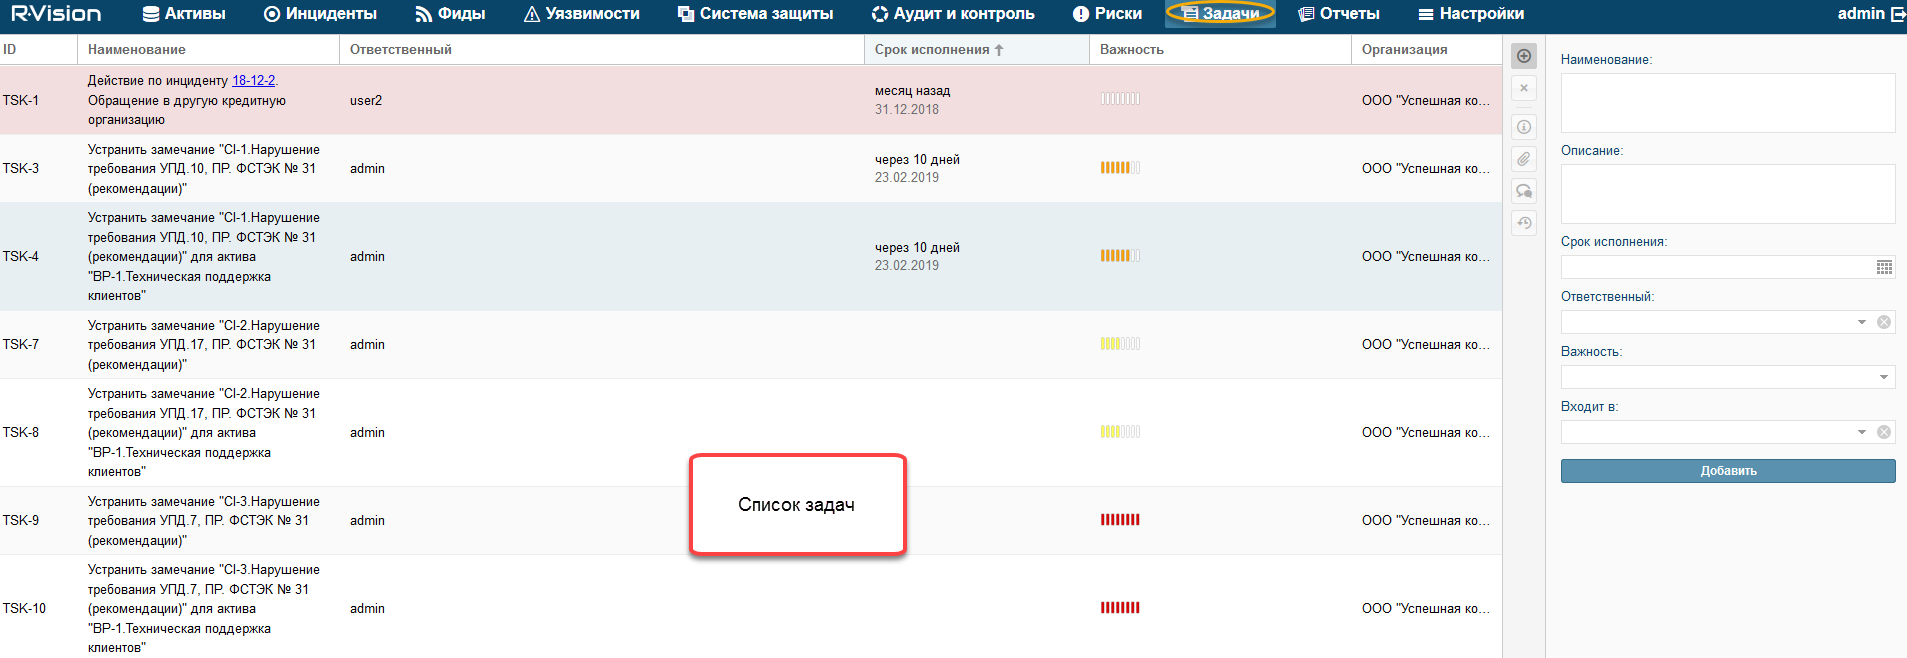 R·Vision Активы Инциденты Фиды Уязвимости Система защиты Аудит и контроль Риски Задачи Отчеты Настройки admin
ID Наименование Ответственный Срок исполнения Важность Организация
TSK-1
Действие по инциденту 18-12-2.
Обращение в другую кредитную
организацию
user2
месяц назад
31.12.2018
ООО "Успешная ко...
TSK-3
Устранить замечание "CI-1.Нарушение
требования УПД.10, ПР. ФСТЭК № 31
(рекомендации)"
admin
через 10 дней
23.02.2019
ООО "Успешная ко...
TSK-4
Устранить замечание "CI-1.Нарушение
требования УПД.10, ПР. ФСТЭК № 31
(рекомендации)" для актива
"BP-1.Техническая поддержка
клиентов"
admin
через 10 дней
23.02.2019
ООО "Успешная ко...
TSK-7
Устранить замечание "CI-2.Нарушение
требования УПД.17, ПР. ФСТЭК № 31
(рекомендации)"
admin
ООО "Успешная ко...
TSK-8
Устранить замечание "CI-2.Нарушение
требования УПД.17, ПР. ФСТЭК № 31
(рекомендации)" для актива
"BP-1.Техническая поддержка
клиентов"
admin
ООО "Успешная ко...
TSK-9
Устранить замечание "CI-3.Нарушение
требования УПД.7, ПР. ФСТЭК № 31
(рекомендации)"
admin
ООО "Успешная ко...
TSK-10
Устранить замечание "CI-3.Нарушение
требования УПД.7, ПР. ФСТЭК № 31
(рекомендации)" для актива
"BP-1.Техническая поддержка
клиентов"
admin
ООО "Успешная ко...
Список задач
Наименование:
Описание:
Срок исполнения:
Ответственный:
Важность:
Входит в:
Добавить